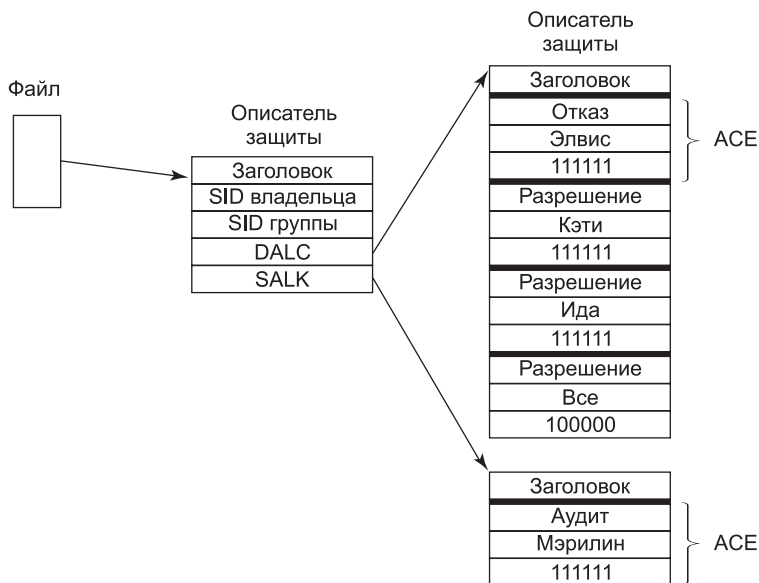 Файл
Описатель
защиты
Заголовок
SID владельца
SID группы
DALC
SALK
Описатель
защиты
Заголовок
Отказ
Элвис
111111
ACE
Разрешение
Кэти
111111
Разрешение
Ида
111111
Разрешение
Все
100000
Заголовок
Аудит
Мэрилин
111111
ACE